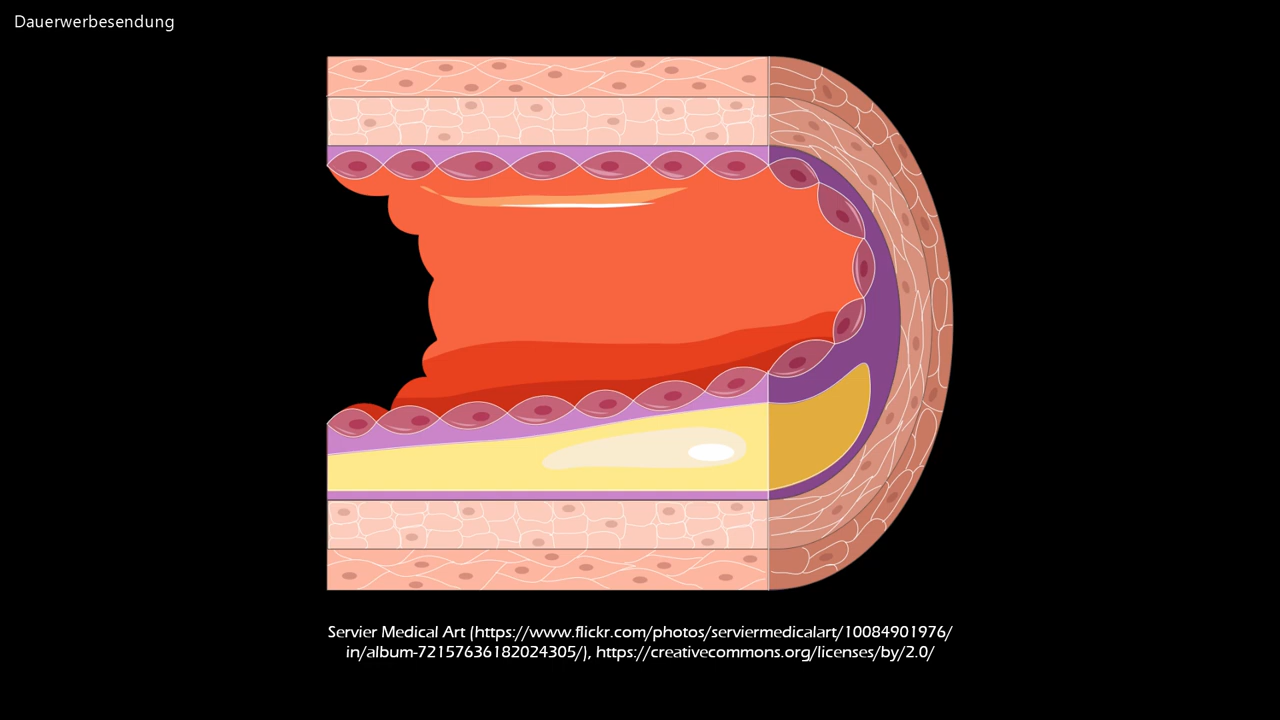 Dauerwerbesendung
Servier Medical Art (https://www.flickr.com/photos/serviermedicalart/10084901976/
in/album-72157636182024305/), https://creativecommons.org/licenses/by/2.0/